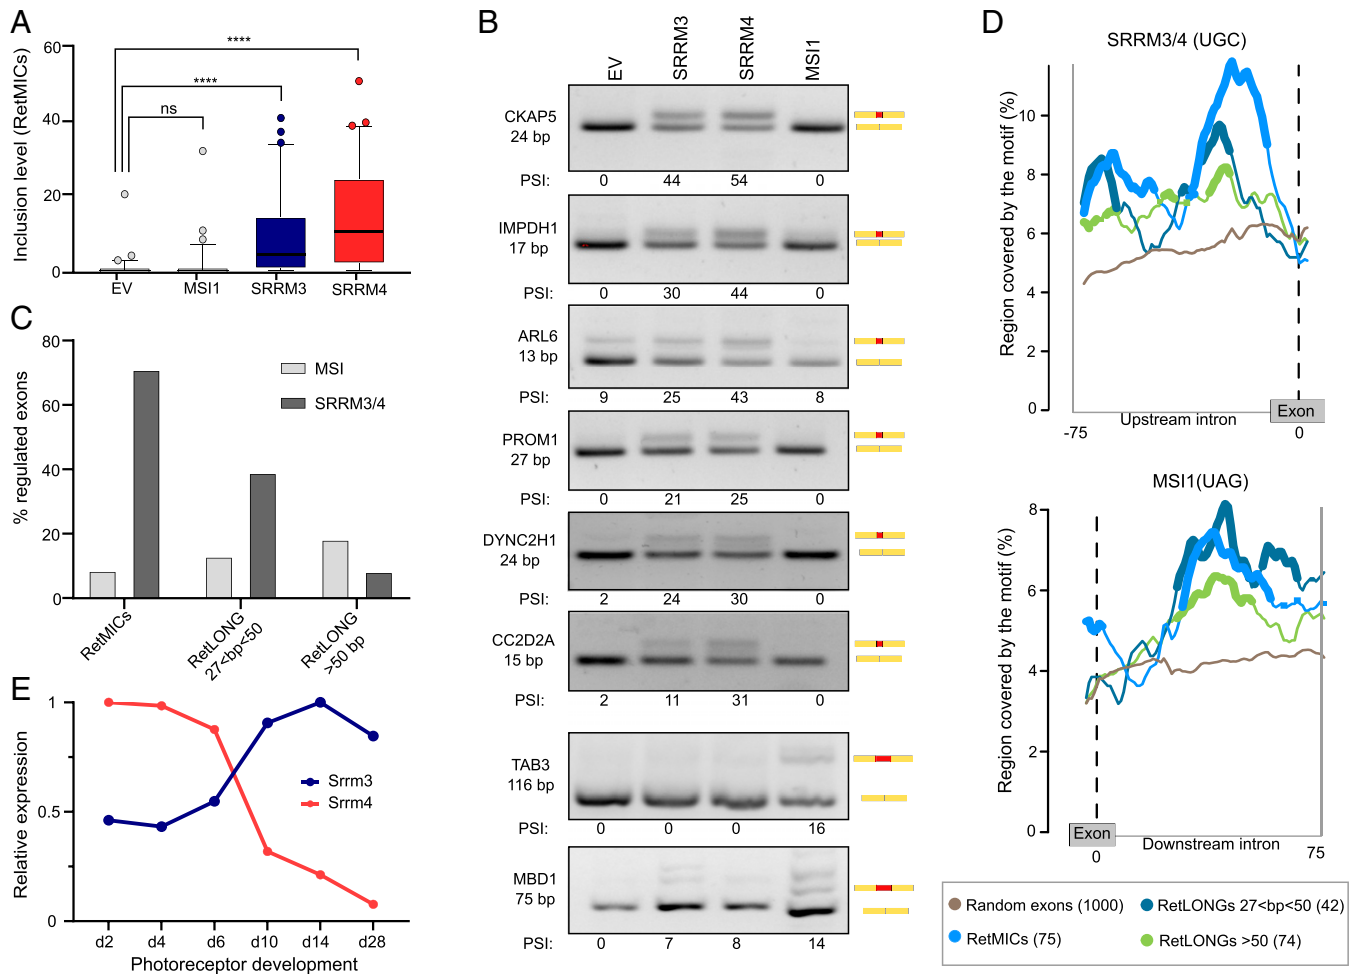 A
Inclusion level (RetMICs)
60
40
20
0
****
****
ns
EV
MSI1
SRRM3
SRRM4
B
EV
SRRM3
SRRM4
MSI1
CKAP5
24 bp
PSI: 0 44 54 0
IMPDH1
17 bp
PSI: 0 30 44 0
ARL6
13 bp
PSI: 9 25 43 8
PROM1
27 bp
PSI: 0 21 25 0
DYNC2H1
24 bp
PSI: 2 24 30 0
CC2D2A
15 bp
PSI: 2 11 31 0
TAB3
116 bp
PSI: 0 0 0 16
MBD1
75 bp
PSI: 0 7 8 14
C
% regulated exons
80
60
40
20
0
MSI
SRRM3/4
RetMICs
RetLONG
27<bp<50
RetLONG
>50 bp
D
SRRM3/4 (UGC)
Region covered by the motif (%)
10
8
6
4
2
0
Upstream intron
Exon
-75
0
MSI1(UAG)
Region covered by the motif (%)
8
6
4
2
0
Exon
Downstream intron
0
75
Random exons (1000)
RetLONGs 27<bp<50 (42)
RetMICs (75)
RetLONGs >50 (74)
E
Relative expression
1
0.5
0
Srrm3
Srrm4
d2
d4
d6
d10
d14
d28
Photoreceptor development